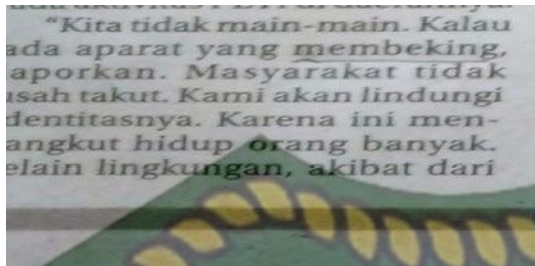 “Kita tidak main-main. Kalau
ada aparat yang membeking,
aporkan. Masyarakat tidak
usah takut. Kami akan lindungi
dentitasnya. Karena ini men-
angkut hidup orang banyak.
elain lingkungan, akibat dari